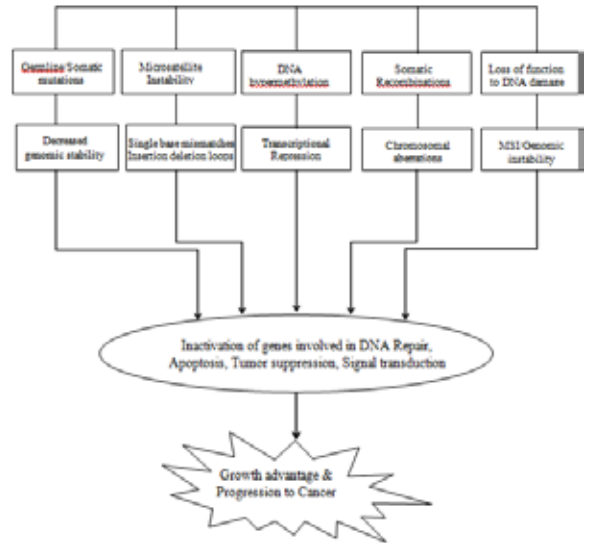 Germline/Somatic
mutations
Microsatellite
Instability
DNA
hypermethylation
Somatic
Recombinations
Loss of function
to DNA damage
Decreased
genomic stability
Single base mismatches
Insertion deletion loops
Transcriptional
Repression
Chromosomal
aberrations
MSI/Genomic
instability
Inactivation of genes involved in DNA Repair,
Apoptosis, Tumor suppression, Signal transduction
Growth advantage &
Progression to Cancer